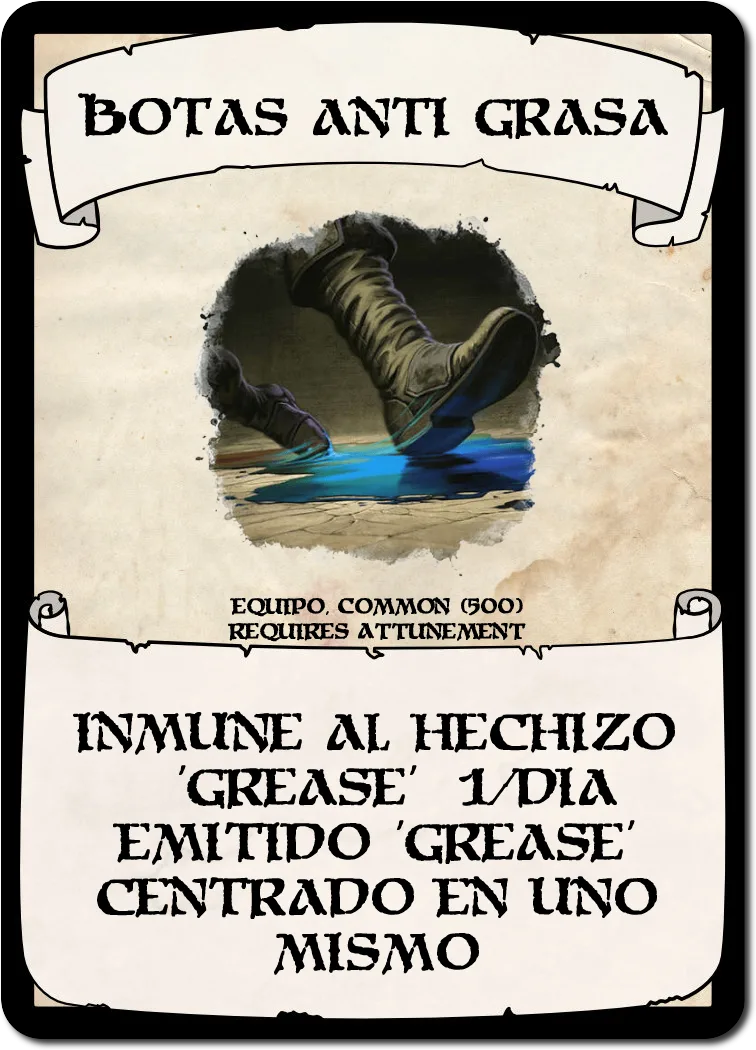 BOTAS ANTI GRASA
EQUIPO, COMMON (500)
REQUIRES ATTUNEMENT
INMUNE AL HECHIZO
'GREASE' 1/DIA
EMITIDO 'GREASE'
CENTRADO EN UNO
MISMO